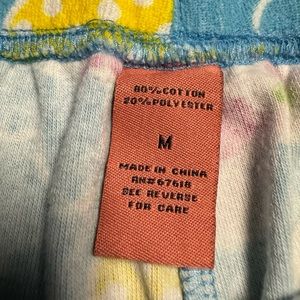 80% COTTON
20% POLYESTER
M
MADE IN CHINA
RN#67618
SEE REVERSE
FOR CARE